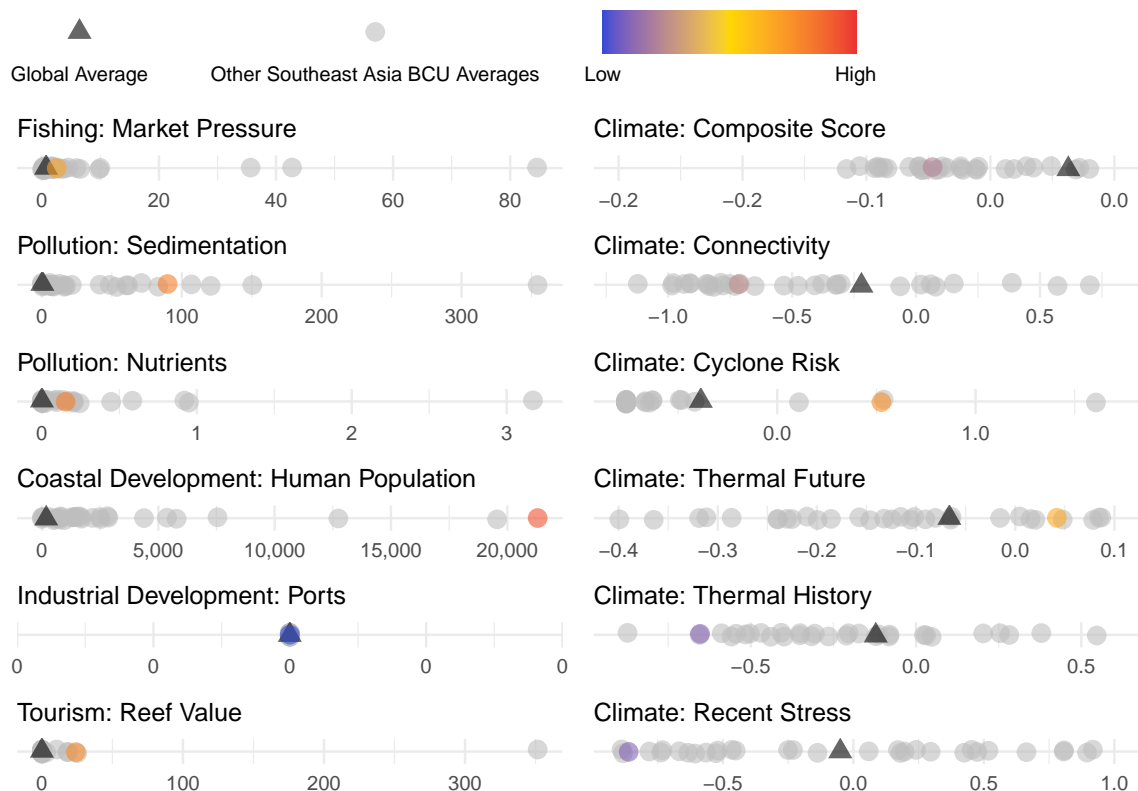 Global Average
Other Southeast Asia BCU Averages
Low
High
Fishing: Market Pressure
0 20 40 60 80
Climate: Composite Score
−0.2 −0.2 −0.1 0.0 0.0
Pollution: Sedimentation
0 100 200 300
Climate: Connectivity
−1.0 −0.5 0.0 0.5
Pollution: Nutrients
0 1 2 3
Climate: Cyclone Risk
0.0 1.0
Coastal Development: Human Population
0 5,000 10,000 15,000 20,000
Climate: Thermal Future
−0.4 −0.3 −0.2 −0.1 0.0 0.1
Industrial Development: Ports
0 0 0 0 0
Climate: Thermal History
−0.5 0.0 0.5
Tourism: Reef Value
0 100 200 300
Climate: Recent Stress
−0.5 0.0 0.5 1.0